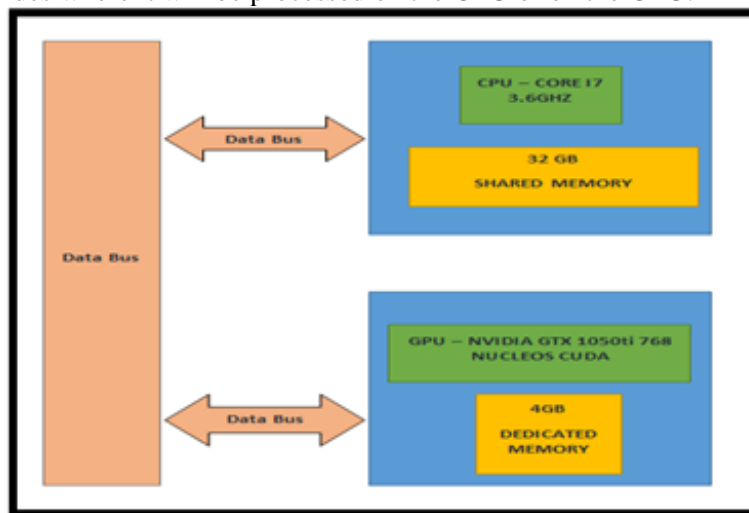 CPU – CORE I7
3.6GHZ
Data Bus
32 GB
SHARED MEMORY
Data Bus
GPU – NVIDIA GTX 1050ti 768
NUCLEOS CUDA
Data Bus
4GB
DEDICATED
MEMORY